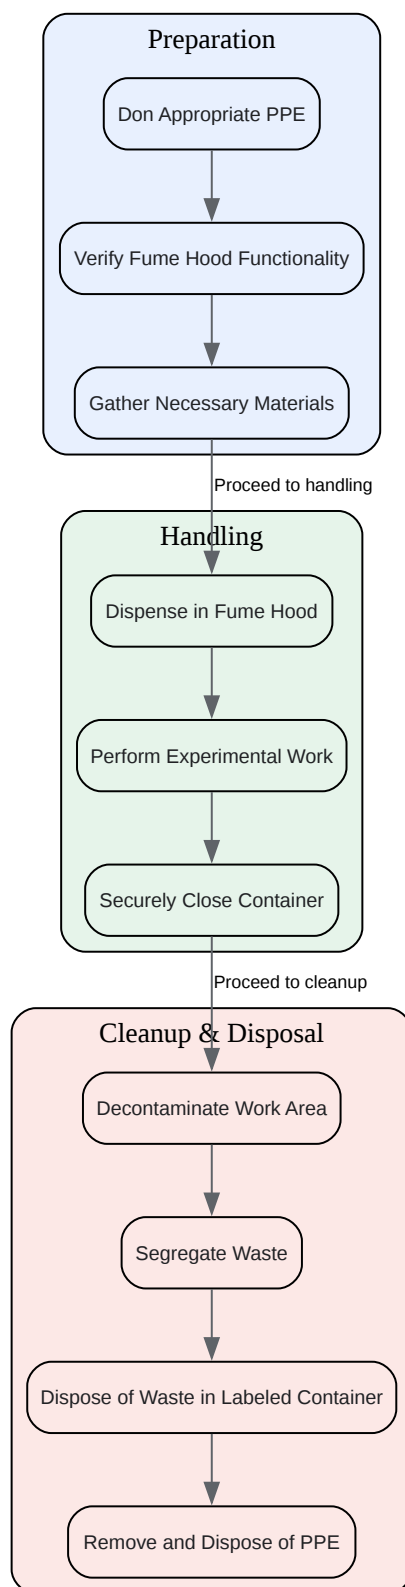 Preparation
Don Appropriate PPE
Verify Fume Hood Functionality
Gather Necessary Materials
Proceed to handling
Handling
Dispense in Fume Hood
Perform Experimental Work
Securely Close Container
Proceed to cleanup
Cleanup & Disposal
Decontaminate Work Area
Segregate Waste
Dispose of Waste in Labeled Container
Remove and Dispose of PPE